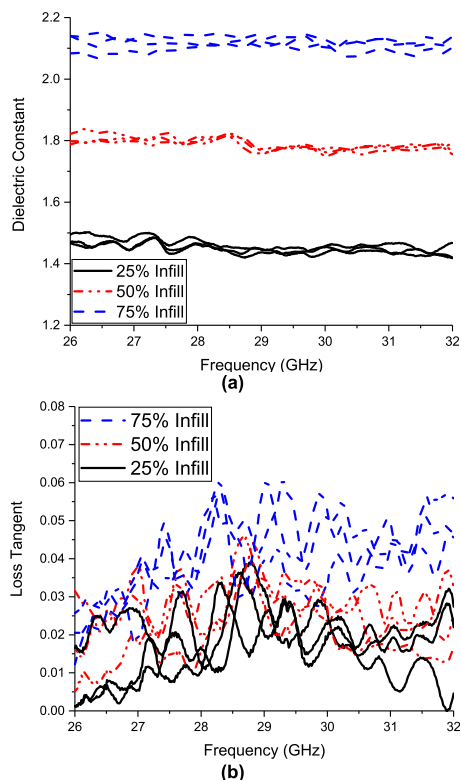 2.2
2.0
1.8
1.6
1.4
1.2
Dielectric Constant
25% Infill
50% Infill
75% Infill
26 27 28 29 30 31 32
Frequency (GHz)
(a)
0.08
0.07
0.06
0.05
0.04
0.03
0.02
0.01
0.00
Loss Tangent
75% Infill
50% Infill
25% Infill
26 27 28 29 30 31 32
Frequency (GHz)
(b)